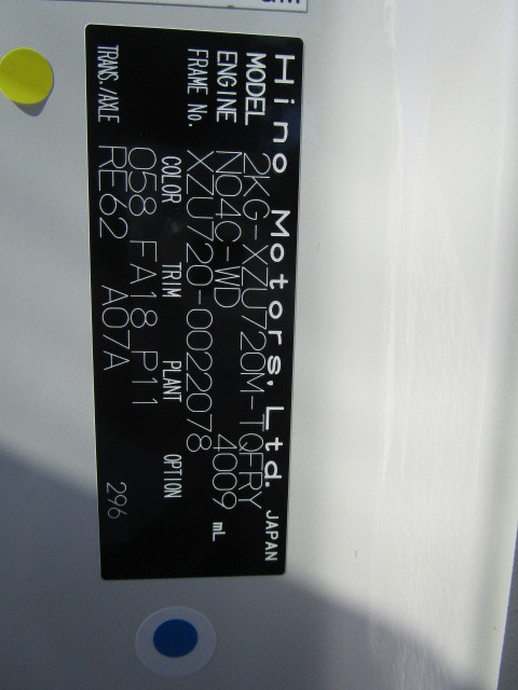 Hino Motors, Ltd. JAPAN
MODEL 2KG-XZU720M-TQFRY
ENGINE N04C-WD 4009 mL
FRAME No. XZU720-0022078
COLOR TRIM PLANT OPTION
058 FA18 P11
TRANS./AXLE RE62 A07A 296